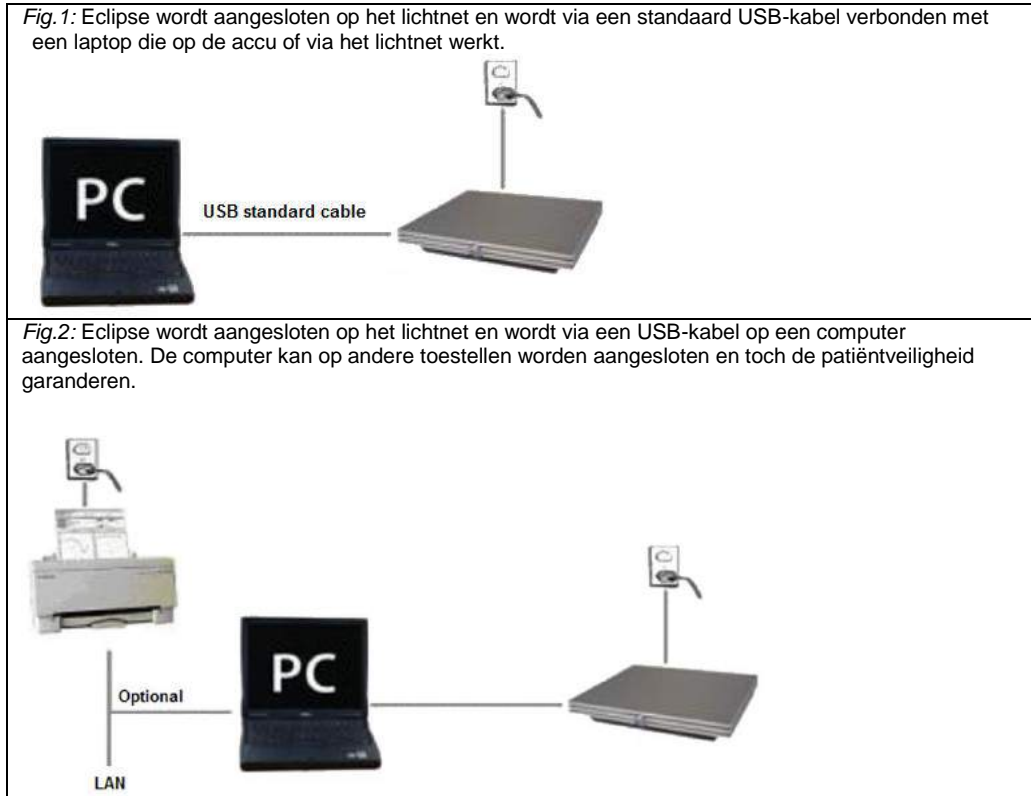 Fig.1: Eclipse wordt aangesloten op het lichtnet en wordt via een standaard USB-kabel verbonden met
een laptop die op de accu of via het lichtnet werkt.
PC
USB standard cable
Fig.2: Eclipse wordt aangesloten op het lichtnet en wordt via een USB-kabel op een computer
aangesloten. De computer kan op andere toestellen worden aangesloten en toch de patiëntveiligheid
garanderen.
PC
Optional
LAN